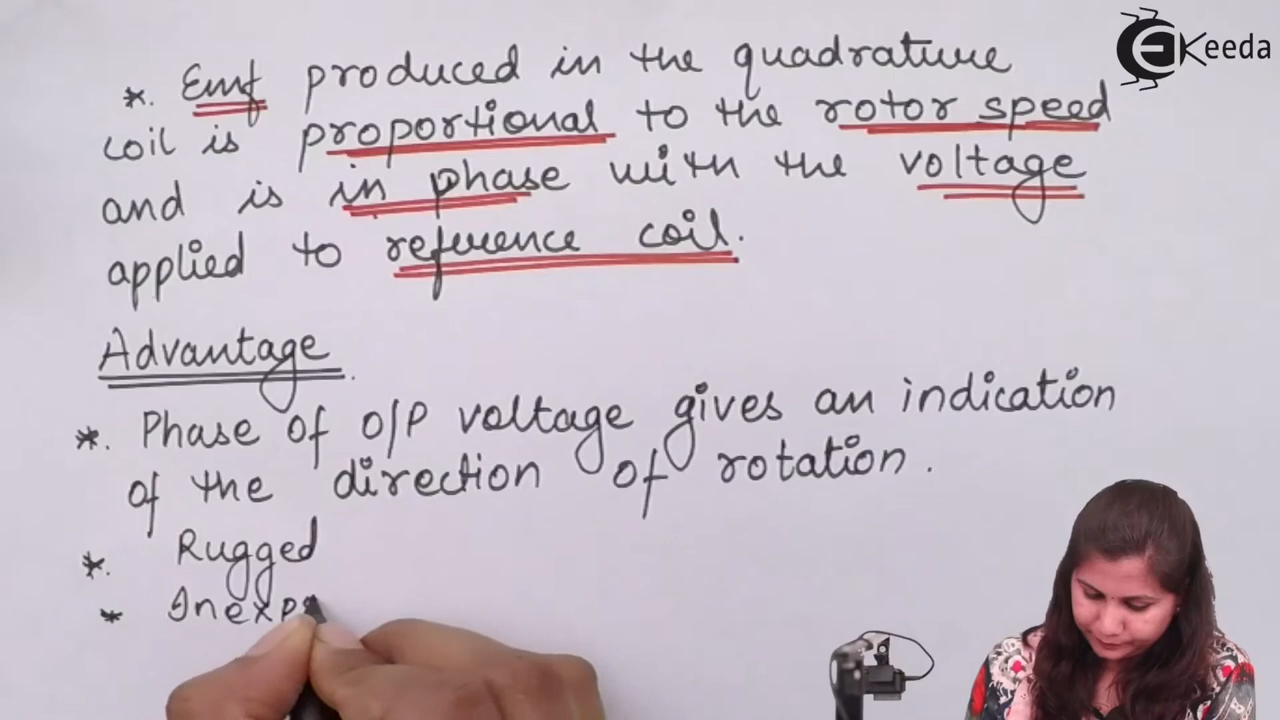 EKeeda
*. Emf produced in the quadrature
coil is proportional to the rotor speed
and is in phase with the voltage
applied to reference coil.
Advantage.
*. Phase of O/P voltage gives an indication
of the direction of rotation.
*. Rugged
* Inexp